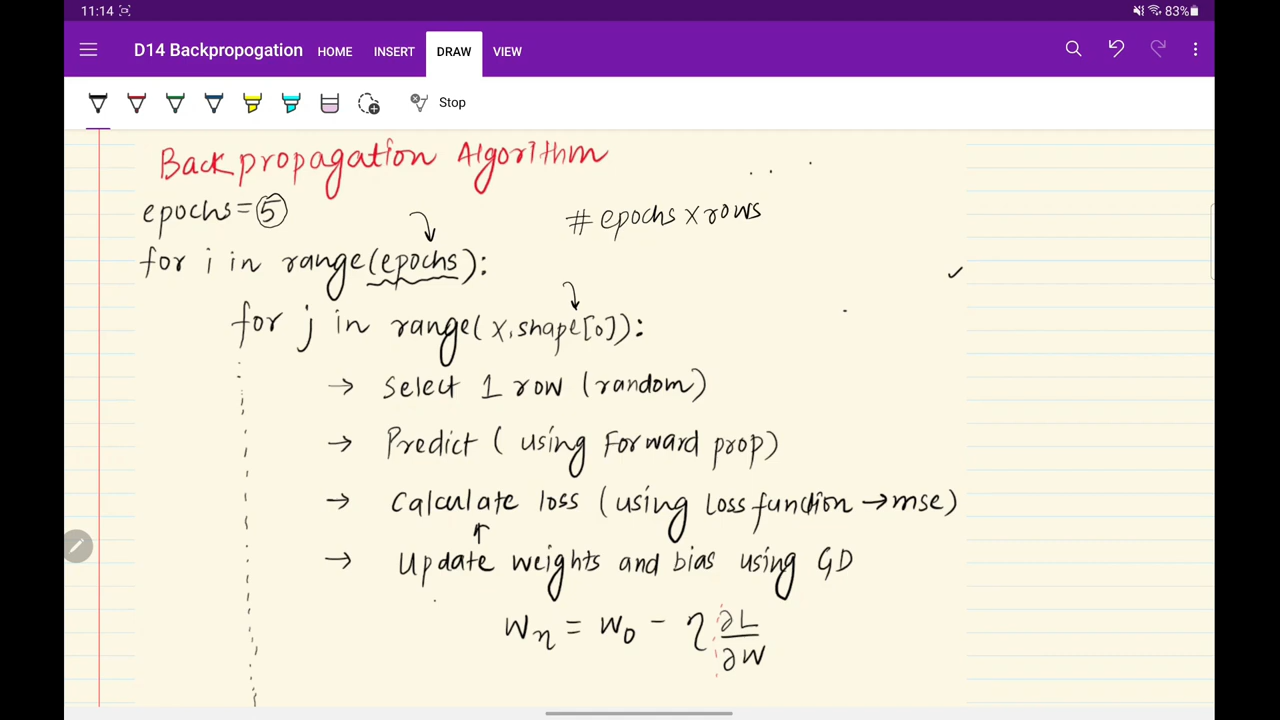 11:14 83%
D14 Backpropogation HOME INSERT DRAW VIEW
Stop
Backpropagation Algorithm
epochs = 5
# epochs x rows
for i in range(epochs):
for j in range(x.shape[0]):
→ Select 1 row (random)
→ Predict (using Forward prop)
→ Calculate loss (using Loss function → mse)
→ Update weights and bias using GD
Wn = W0 - η ∂L/∂W